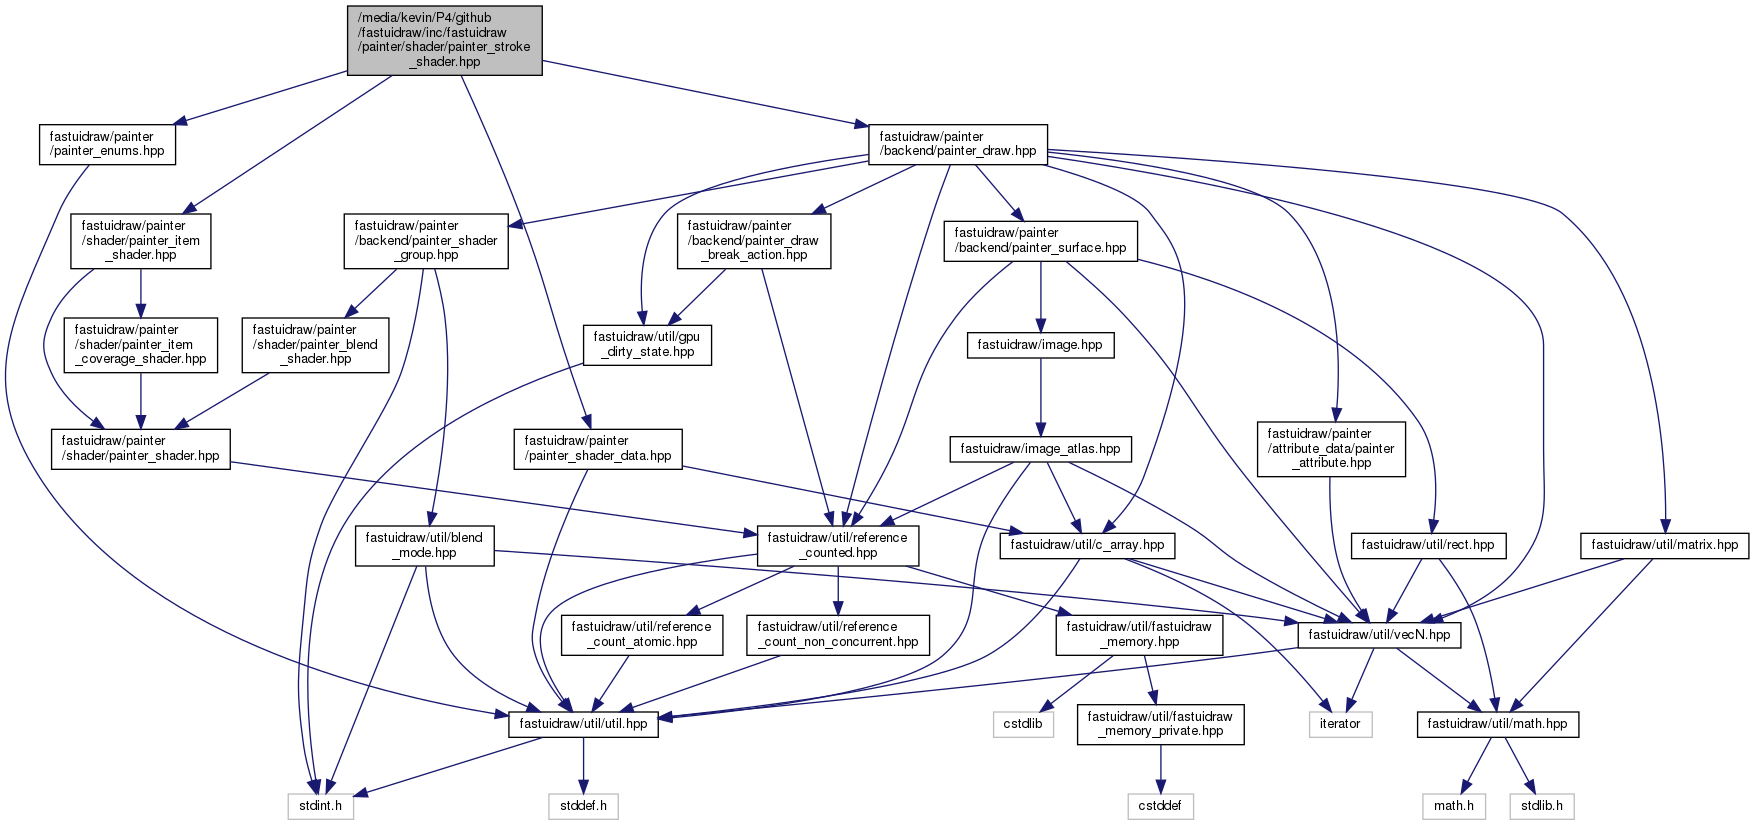 /media/kevin/P4/github
/fastuidraw/inc/fastuidraw
/painter/shader/painter_stroke
_shader.hpp
fastuidraw/painter
/painter_enums.hpp
fastuidraw/painter
/backend/painter_draw.hpp
fastuidraw/painter
/shader/painter_item
_shader.hpp
fastuidraw/painter
/backend/painter_shader
_group.hpp
fastuidraw/painter
/backend/painter_draw
_break_action.hpp
fastuidraw/painter
/backend/painter_surface.hpp
fastuidraw/painter
/shader/painter_item
_coverage_shader.hpp
fastuidraw/painter
/shader/painter_blend
_shader.hpp
fastuidraw/util/gpu
_dirty_state.hpp
fastuidraw/image.hpp
fastuidraw/painter
/shader/painter_shader.hpp
fastuidraw/painter
/painter_shader_data.hpp
fastuidraw/image_atlas.hpp
fastuidraw/painter
/attribute_data/painter
_attribute.hpp
fastuidraw/util/blend
_mode.hpp
fastuidraw/util/reference
_counted.hpp
fastuidraw/util/c_array.hpp
fastuidraw/util/rect.hpp
fastuidraw/util/matrix.hpp
fastuidraw/util/reference
_count_atomic.hpp
fastuidraw/util/reference
_count_non_concurrent.hpp
fastuidraw/util/fastuidraw
_memory.hpp
fastuidraw/util/vecN.hpp
fastuidraw/util/util.hpp
cstdlib
fastuidraw/util/fastuidraw
_memory_private.hpp
iterator
fastuidraw/util/math.hpp
stdint.h
stddef.h
cstddef
math.h
stdlib.h